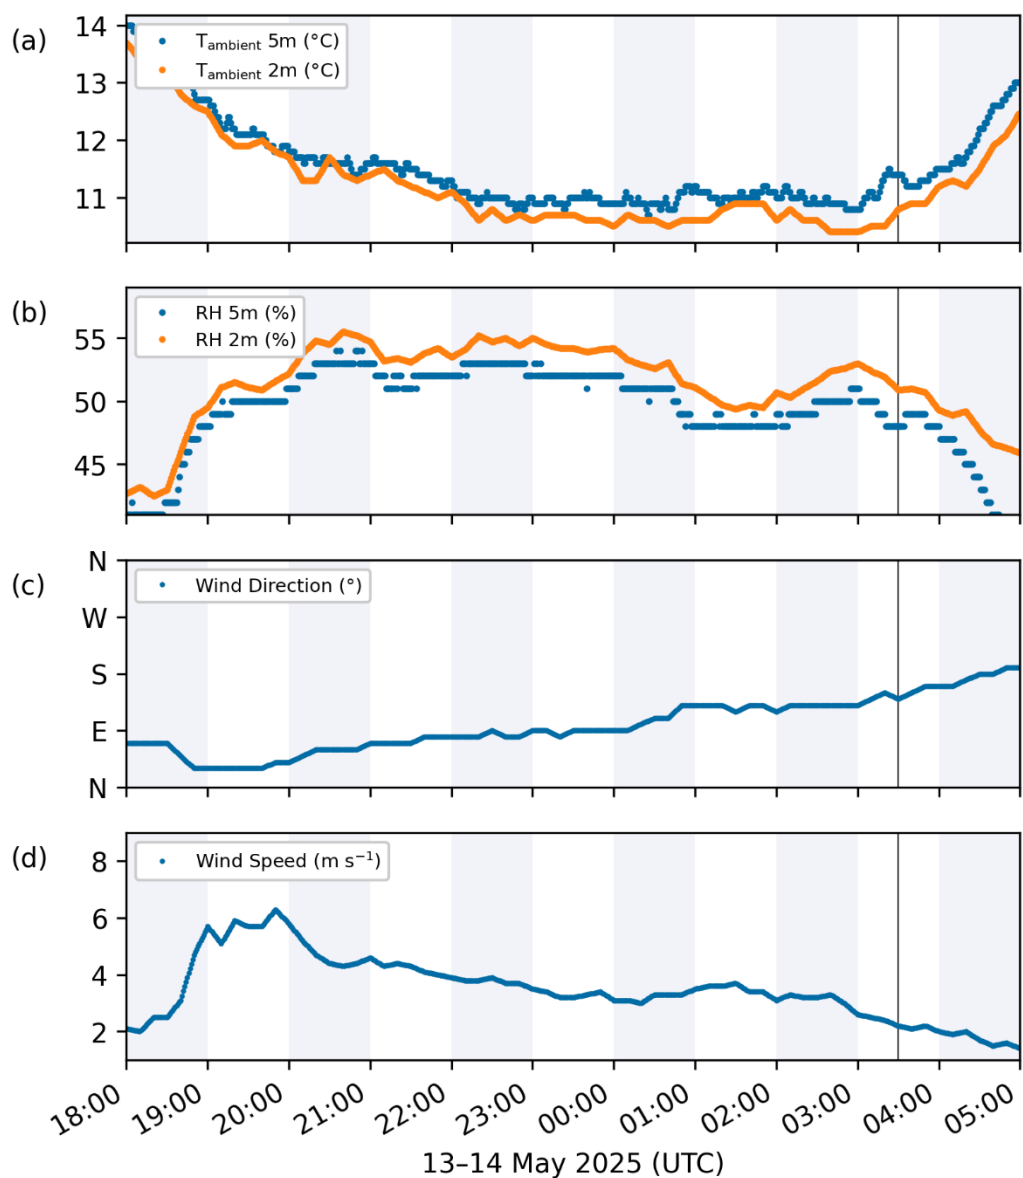 (a)
14
13
12
11
T_ambient 5m (°C)
T_ambient 2m (°C)
(b)
55
50
45
RH 5m (%)
RH 2m (%)
(c)
N
W
S
E
N
Wind Direction (°)
(d)
8
6
4
2
Wind Speed (m s⁻¹)
18:00 19:00 20:00 21:00 22:00 23:00 00:00 01:00 02:00 03:00 04:00 05:00
13–14 May 2025 (UTC)